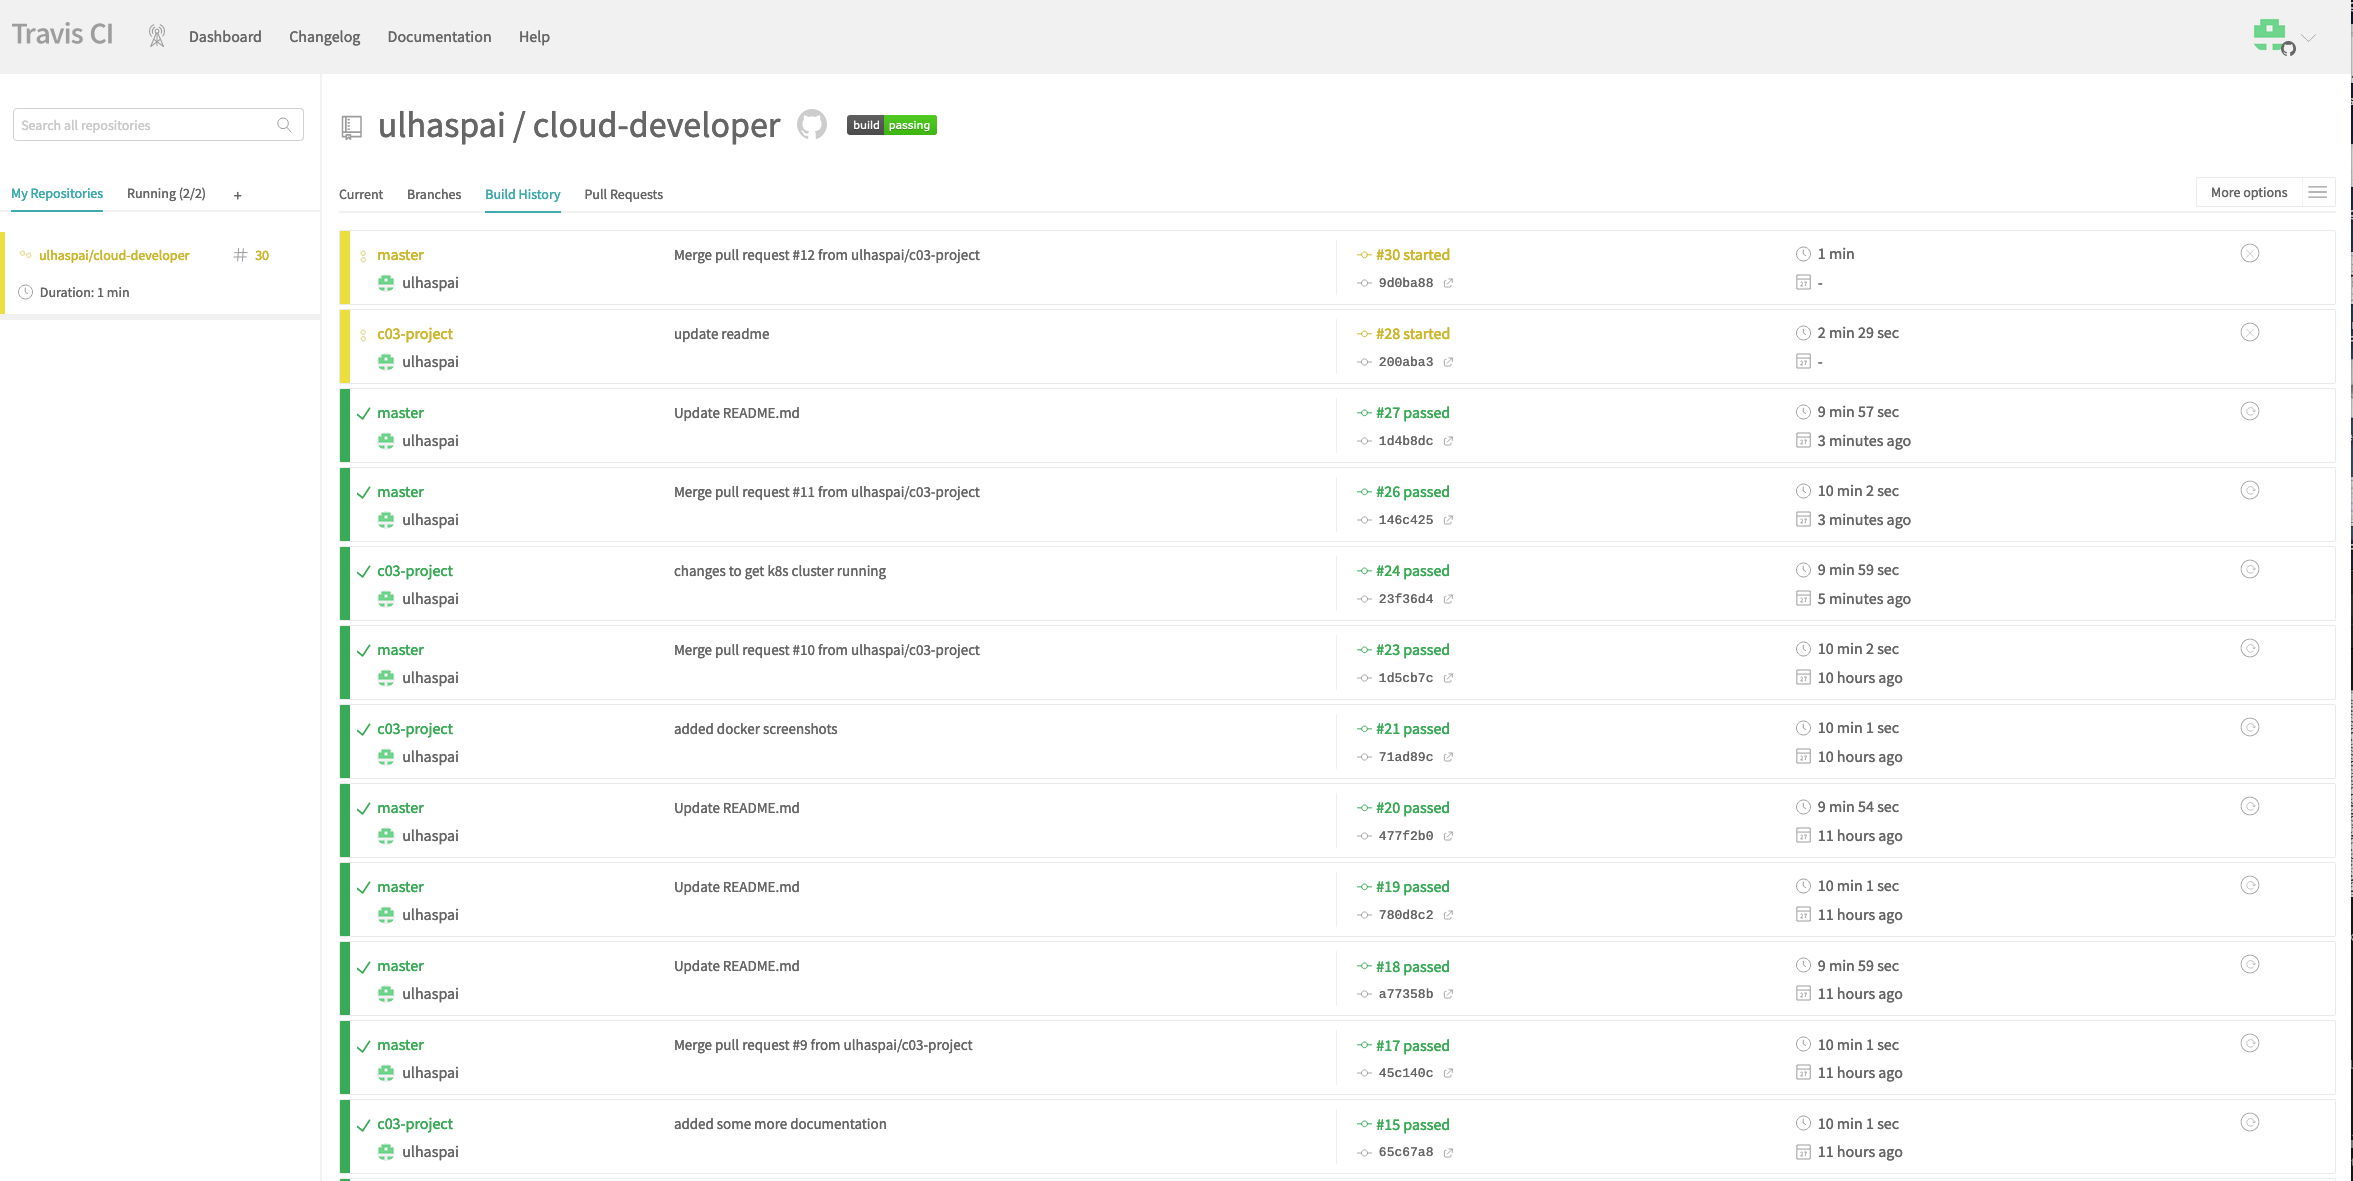 Travis CI
Dashboard
Changelog
Documentation
Help
Search all repositories
My Repositories
Running (2/2)
+
ulhaspai/cloud-developer
# 30
Duration: 1 min
ulhaspai / cloud-developer
build passing
Current
Branches
Build History
Pull Requests
More options
master
Merge pull request #12 from ulhaspai/c03-project
#30 started
1 min
ulhaspai
9d0ba88
-
c03-project
update readme
#28 started
2 min 29 sec
ulhaspai
200aba3
-
master
Update README.md
#27 passed
9 min 57 sec
ulhaspai
1d4b8dc
3 minutes ago
master
Merge pull request #11 from ulhaspai/c03-project
#26 passed
10 min 2 sec
ulhaspai
146c425
3 minutes ago
c03-project
changes to get k8s cluster running
#24 passed
9 min 59 sec
ulhaspai
23f36d4
5 minutes ago
master
Merge pull request #10 from ulhaspai/c03-project
#23 passed
10 min 2 sec
ulhaspai
1d5cb7c
10 hours ago
c03-project
added docker screenshots
#21 passed
10 min 1 sec
ulhaspai
71ad89c
10 hours ago
master
Update README.md
#20 passed
9 min 54 sec
ulhaspai
477f2b0
11 hours ago
master
Update README.md
#19 passed
10 min 1 sec
ulhaspai
780d8c2
11 hours ago
master
Update README.md
#18 passed
9 min 59 sec
ulhaspai
a77358b
11 hours ago
master
Merge pull request #9 from ulhaspai/c03-project
#17 passed
10 min 1 sec
ulhaspai
45c140c
11 hours ago
c03-project
added some more documentation
#15 passed
10 min 1 sec
ulhaspai
65c67a8
11 hours ago